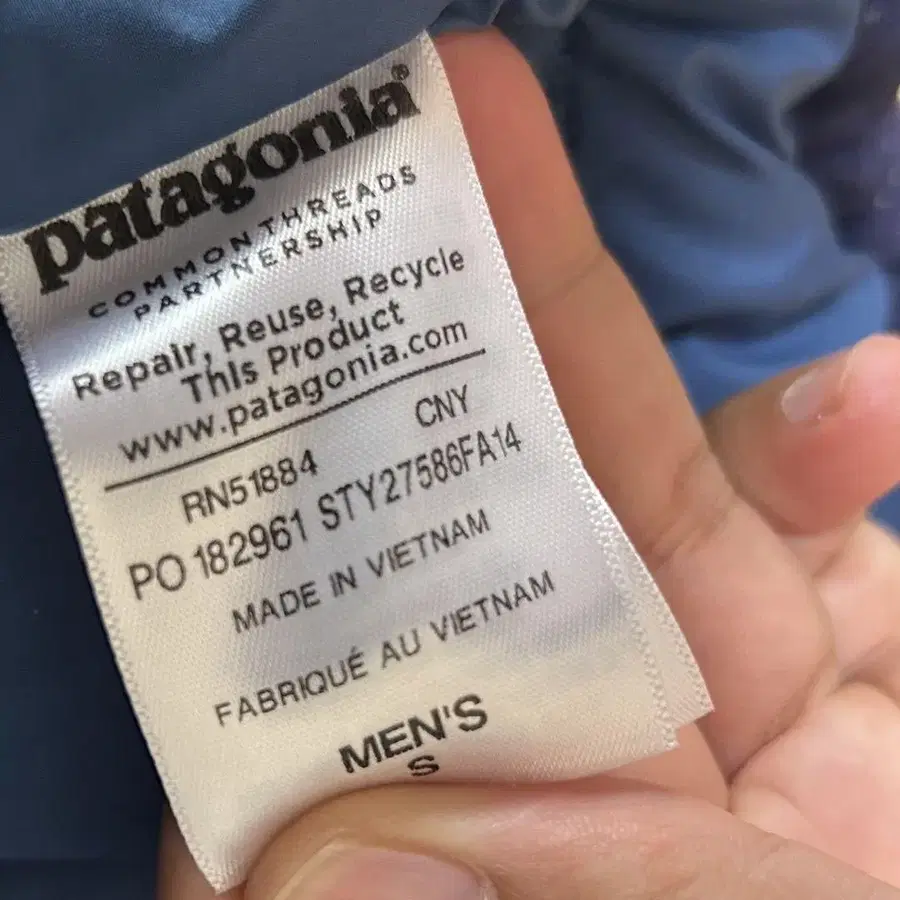 patagonia®
COMMON THREADS
PARTNERSHIP
Repair, Reuse, Recycle
This Product
www.patagonia.com
CNY
RN51884
PO 182961 STY27586FA14
MADE IN VIETNAM
FABRIQUÉ AU VIETNAM
MEN'S
S